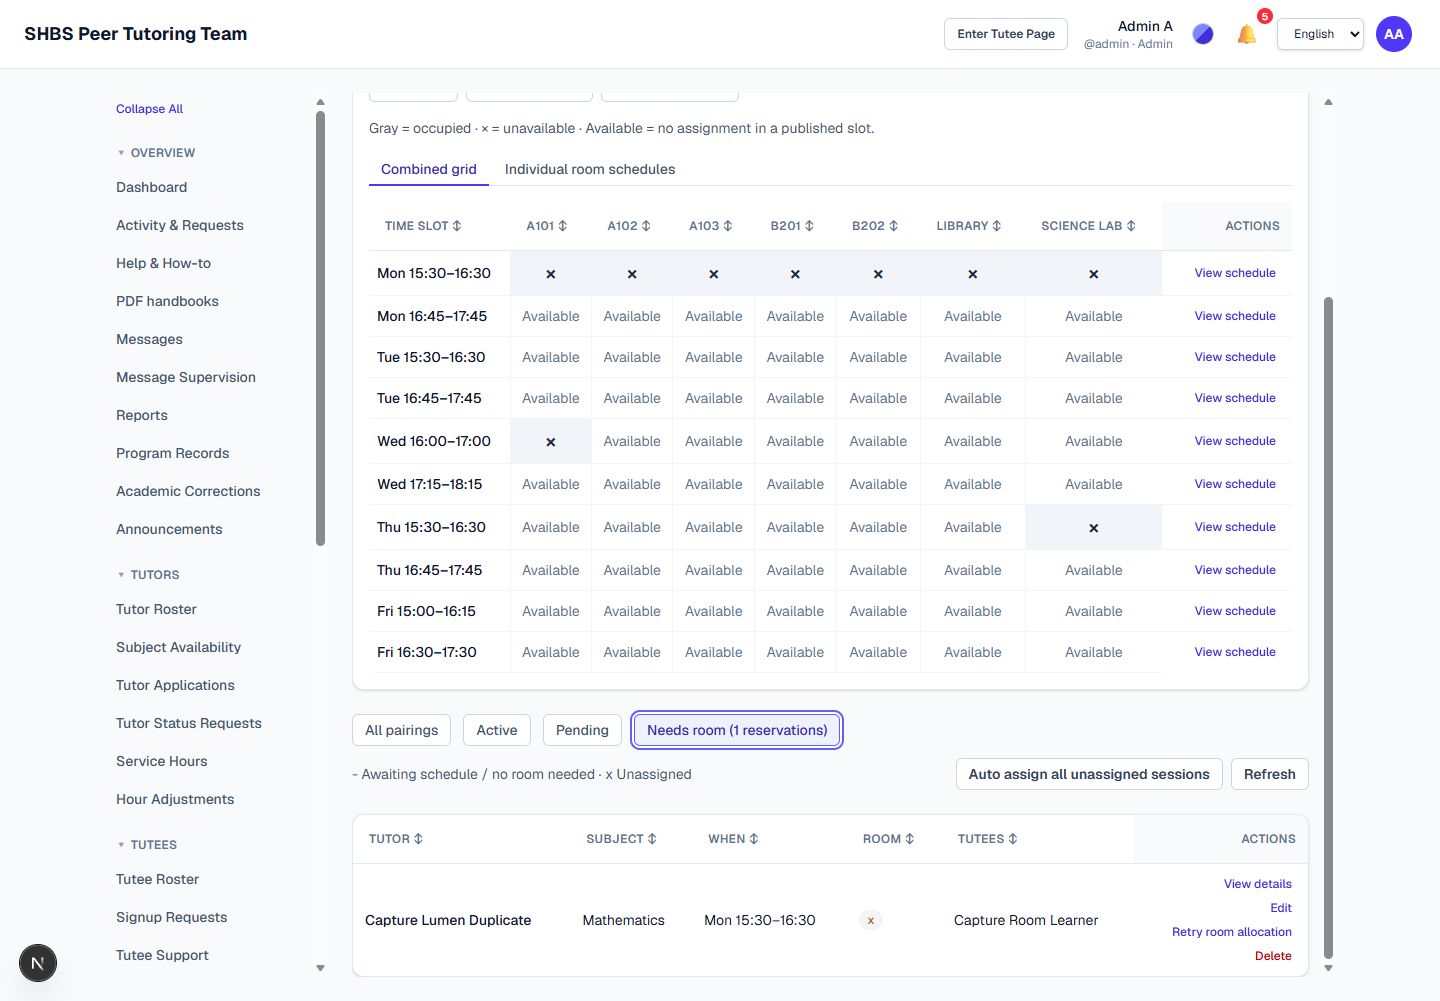 SHBS Peer Tutoring Team
Enter Tutee Page
Admin A
@admin · Admin
5
English
AA
Collapse All
OVERVIEW
Dashboard
Activity & Requests
Help & How-to
PDF handbooks
Messages
Message Supervision
Reports
Program Records
Academic Corrections
Announcements
TUTORS
Tutor Roster
Subject Availability
Tutor Applications
Tutor Status Requests
Service Hours
Hour Adjustments
TUTEES
Tutee Roster
Signup Requests
Tutee Support
N
Gray = occupied · × = unavailable · Available = no assignment in a published slot.
Combined grid Individual room schedules
TIME SLOT A101 A102 A103 B201 B202 LIBRARY SCIENCE LAB ACTIONS
Mon 15:30–16:30 × × × × × × × View schedule
Mon 16:45–17:45 Available Available Available Available Available Available Available View schedule
Tue 15:30–16:30 Available Available Available Available Available Available Available View schedule
Tue 16:45–17:45 Available Available Available Available Available Available Available View schedule
Wed 16:00–17:00 × Available Available Available Available Available Available View schedule
Wed 17:15–18:15 Available Available Available Available Available Available Available View schedule
Thu 15:30–16:30 Available Available Available Available Available Available × View schedule
Thu 16:45–17:45 Available Available Available Available Available Available Available View schedule
Fri 15:00–16:15 Available Available Available Available Available Available Available View schedule
Fri 16:30–17:30 Available Available Available Available Available Available Available View schedule
All pairings Active Pending Needs room (1 reservations)
- Awaiting schedule / no room needed · x Unassigned
Auto assign all unassigned sessions Refresh
TUTOR SUBJECT WHEN ROOM TUTEES ACTIONS
Capture Lumen Duplicate Mathematics Mon 15:30–16:30 x Capture Room Learner
View details
Edit
Retry room allocation
Delete